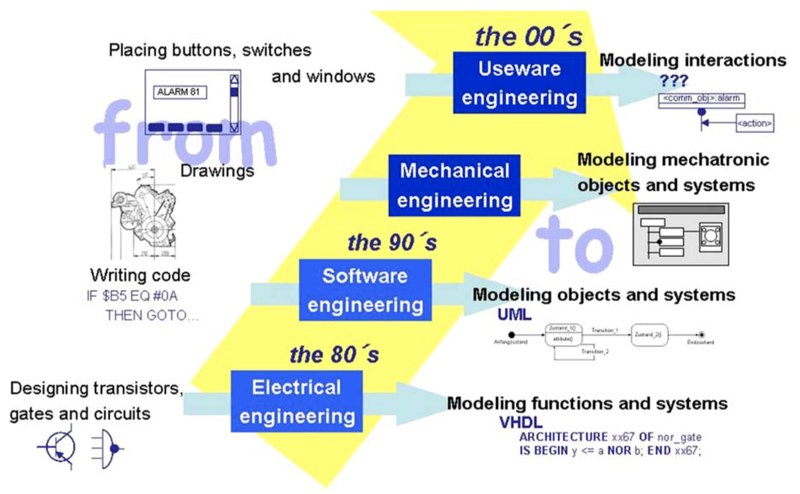 the 00´s
Placing buttons, switches
and windows
ALARM 81
Useware
engineering
Modeling interactions
???
<comm_obj>:alarm
<action>
from
Drawings
Mechanical
engineering
Modeling mechatronic
objects and systems
to
the 90´s
Writing code
IF $B5 EQ #0A
THEN GOTO...
Software
engineering
Modeling objects and systems
UML
Anfangszustand
Zustand_1()
attribute()
Transition_1
Transition_2
Zustand_2()
Endzustand
the 80´s
Designing transistors,
gates and circuits
Electrical
engineering
Modeling functions and systems
VHDL
ARCHITECTURE xx67 OF nor_gate
IS BEGIN y <= a NOR b; END xx67;